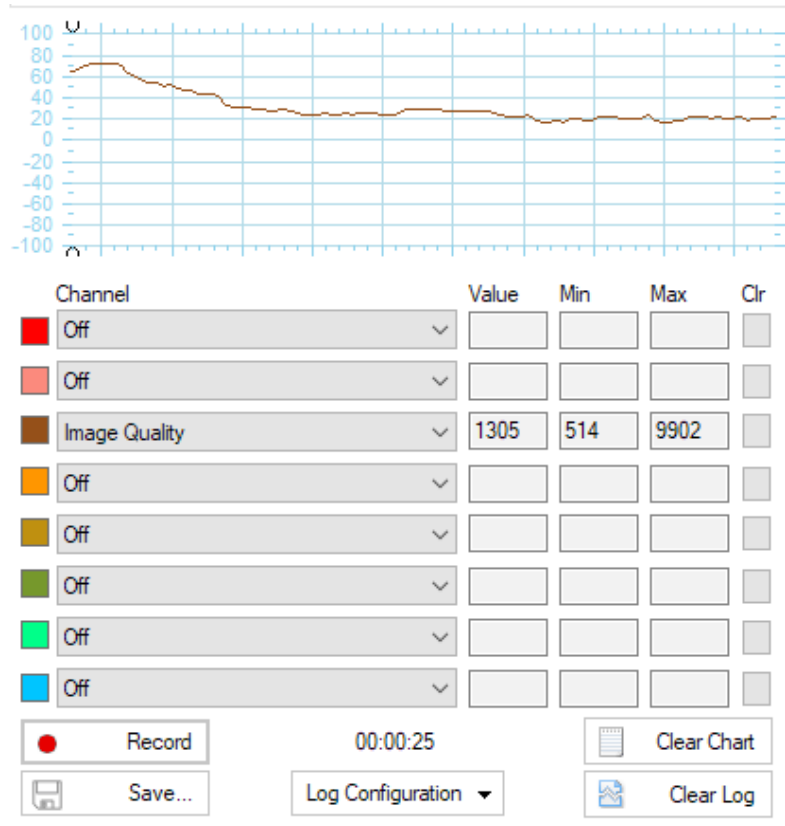 100
80
60
40
20
0
-20
-40
-60
-80
-100
Channel Value Min Max Clr
Off
Off
Image Quality 1305 514 9902
Off
Off
Off
Off
Off
Record 00:00:25 Clear Chart
Save... Log Configuration Clear Log